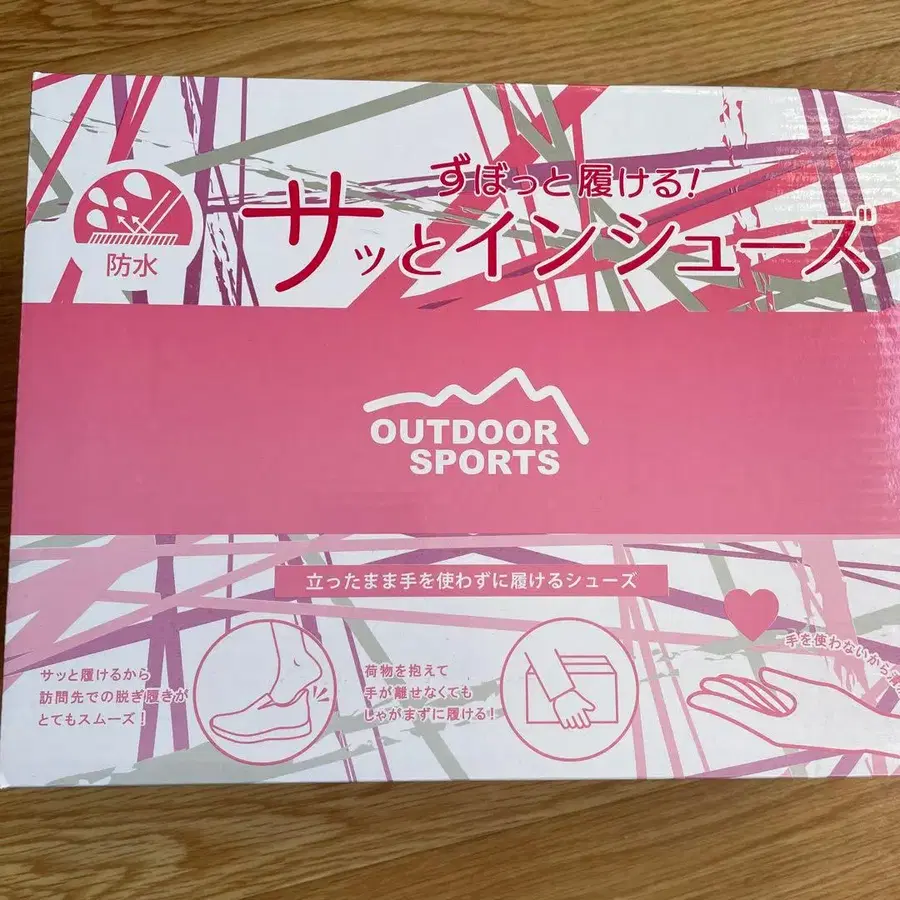 ずぼっと履ける！
サッとインシューズ
防水
OUTDOOR
SPORTS
立ったまま手を使わずに履けるシューズ
サッと履けるから
訪問先での脱ぎ履きが
とてもスムーズ！
荷物を抱えて
手が離せなくても
しゃがまずに履ける！
手を使わないから